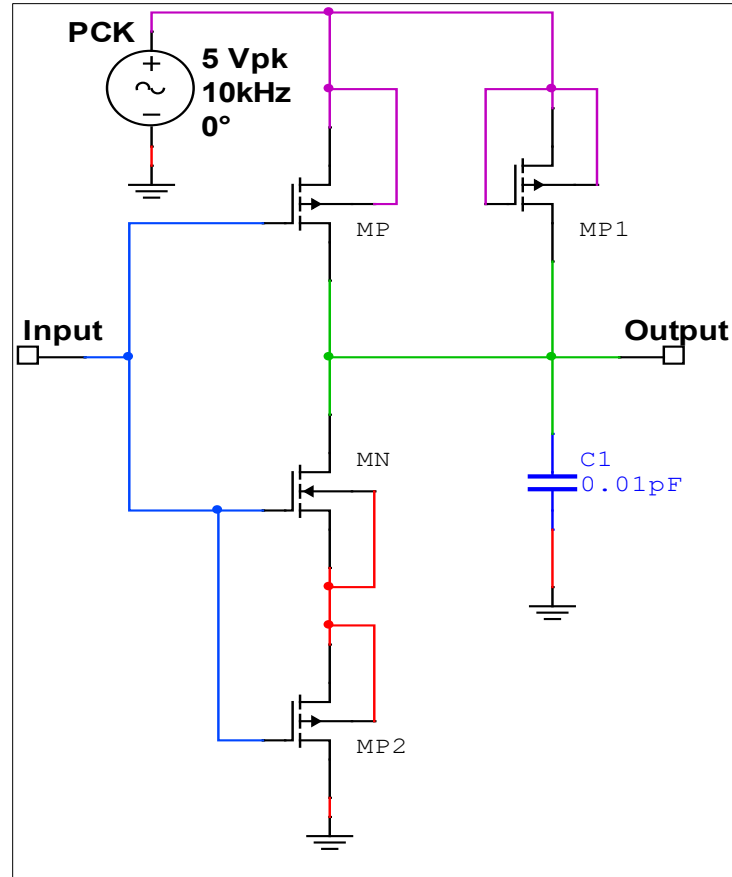 PCK
5 Vpk
10kHz
0°
MP
MP1
Input
Output
MN
C1
0.01pF
MP2